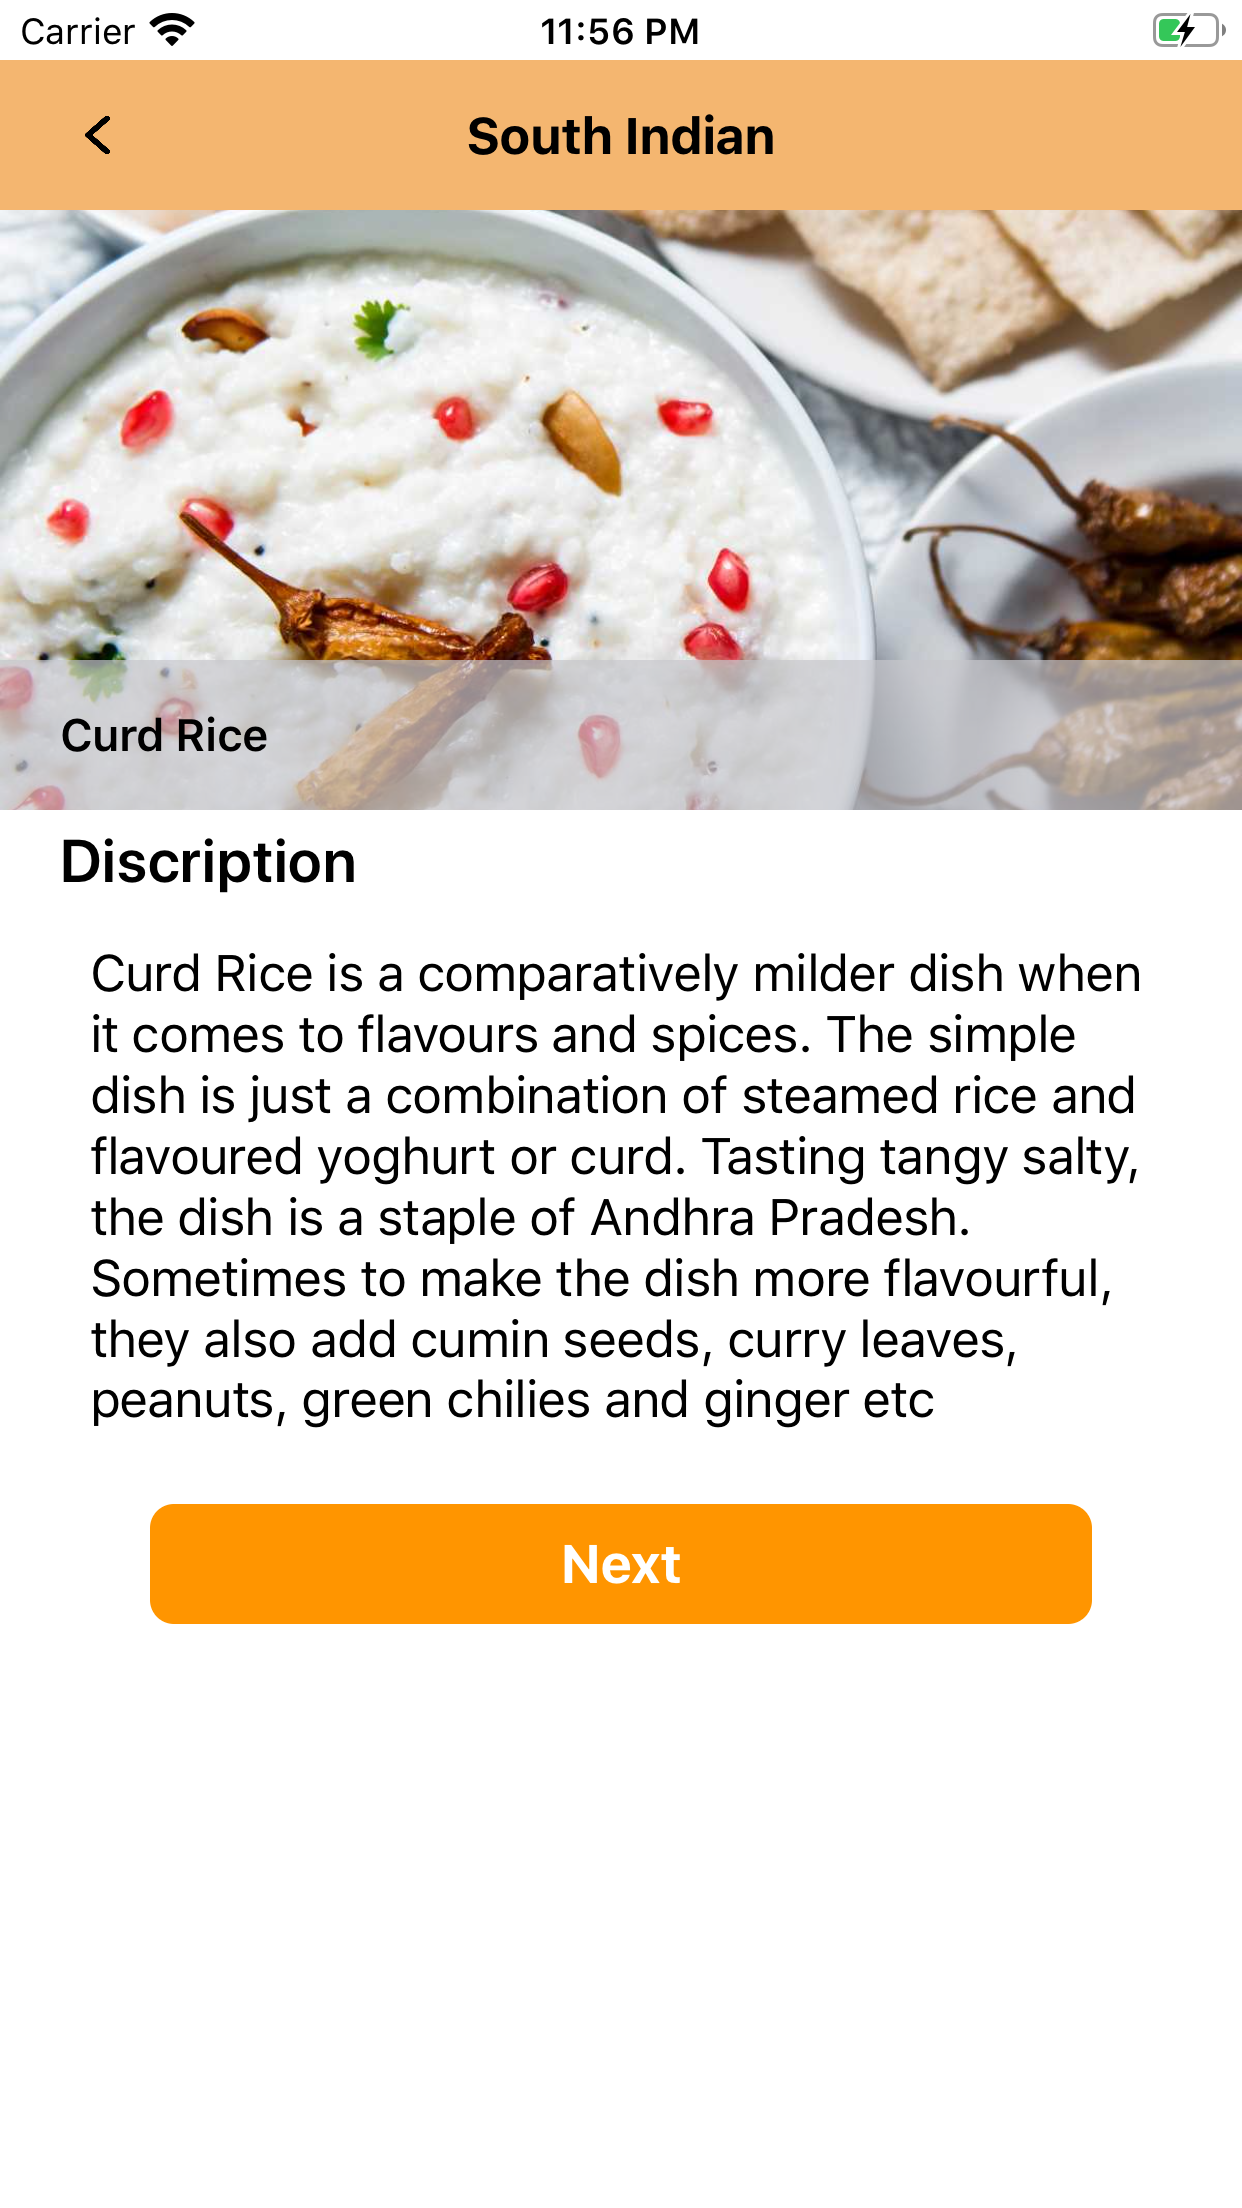 Carrier 11:56 PM
South Indian
Curd Rice
Discription
Curd Rice is a comparatively milder dish when
it comes to flavours and spices. The simple
dish is just a combination of steamed rice and
flavoured yoghurt or curd. Tasting tangy salty,
the dish is a staple of Andhra Pradesh.
Sometimes to make the dish more flavourful,
they also add cumin seeds, curry leaves,
peanuts, green chilies and ginger etc
Next